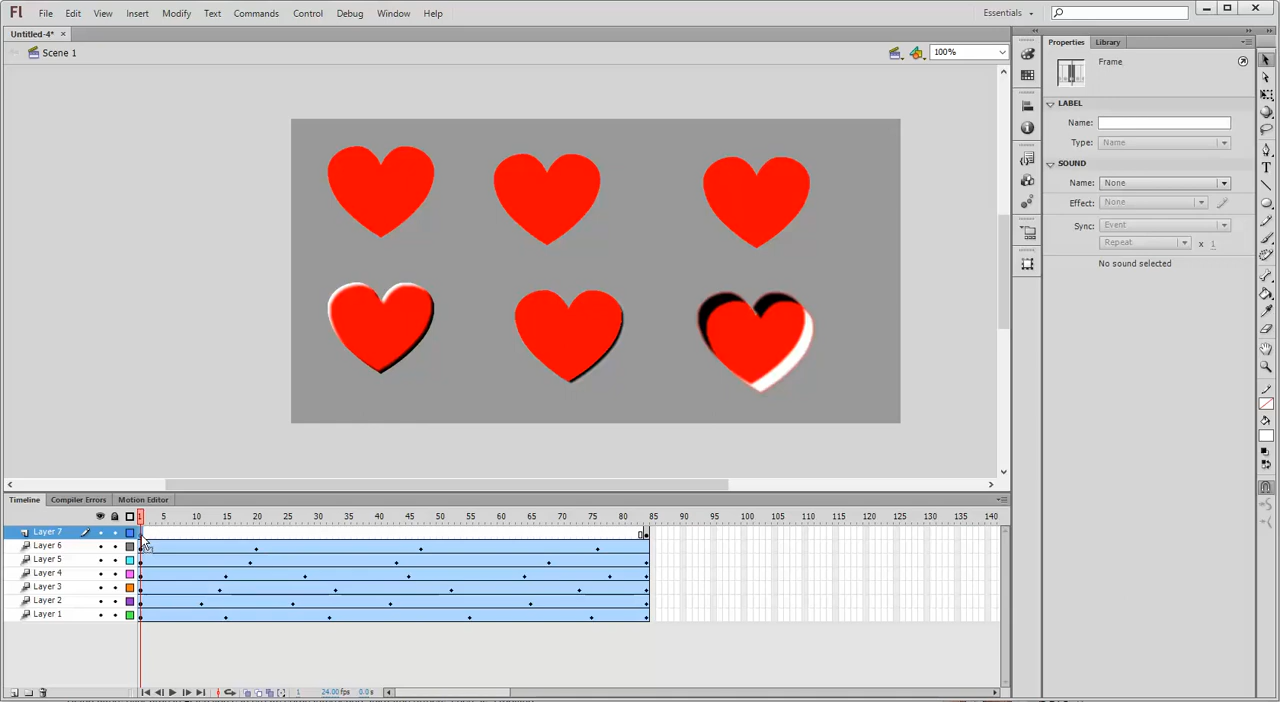 Fl File Edit View Insert Modify Text Commands Control Debug Window Help Essentials
Untitled-4*
Scene 1 100%
Properties Library
Frame
LABEL
Name:
Type: Name
SOUND
Name: None
Effect: None
Sync: Event
Repeat x 1
No sound selected
Timeline Compiler Errors Motion Editor
1 5 10 15 20 25 30 35 40 45 50 55 60 65 70 75 80 85 90 95 100 105 110 115 120 125 130 135 140
Layer 7
Layer 6
Layer 5
Layer 4
Layer 3
Layer 2
Layer 1
1 24.00 fps 0.0 s